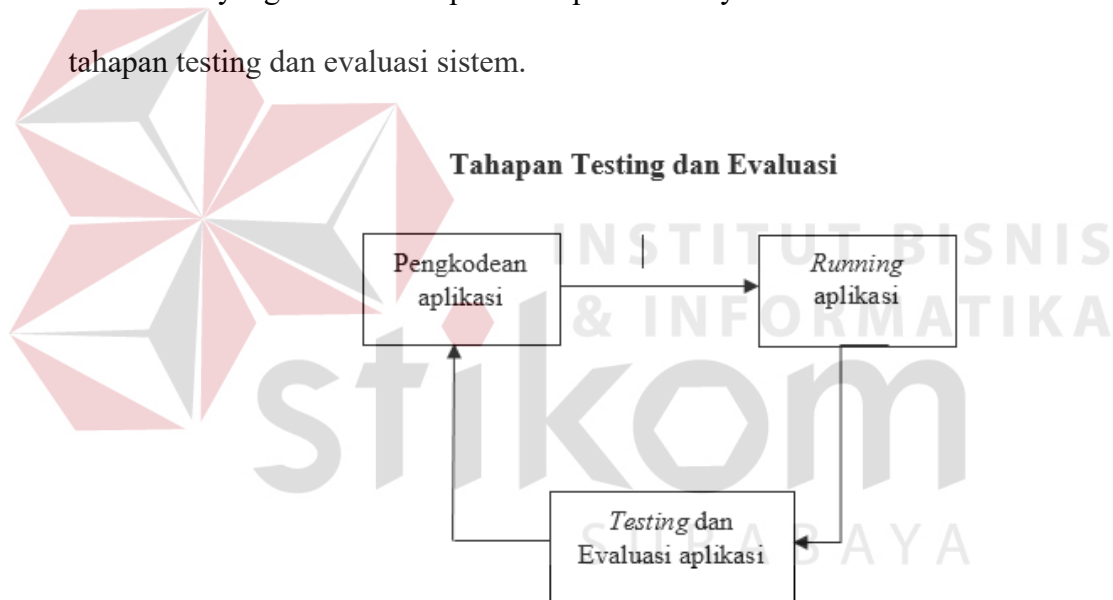 tahapan testing dan evaluasi sistem.
Tahapan Testing dan Evaluasi
INSTITUT BISNIS
& INFORMATIKA
stikom
SURABAYA
Pengkodean
aplikasi
Running
aplikasi
Testing dan
Evaluasi aplikasi